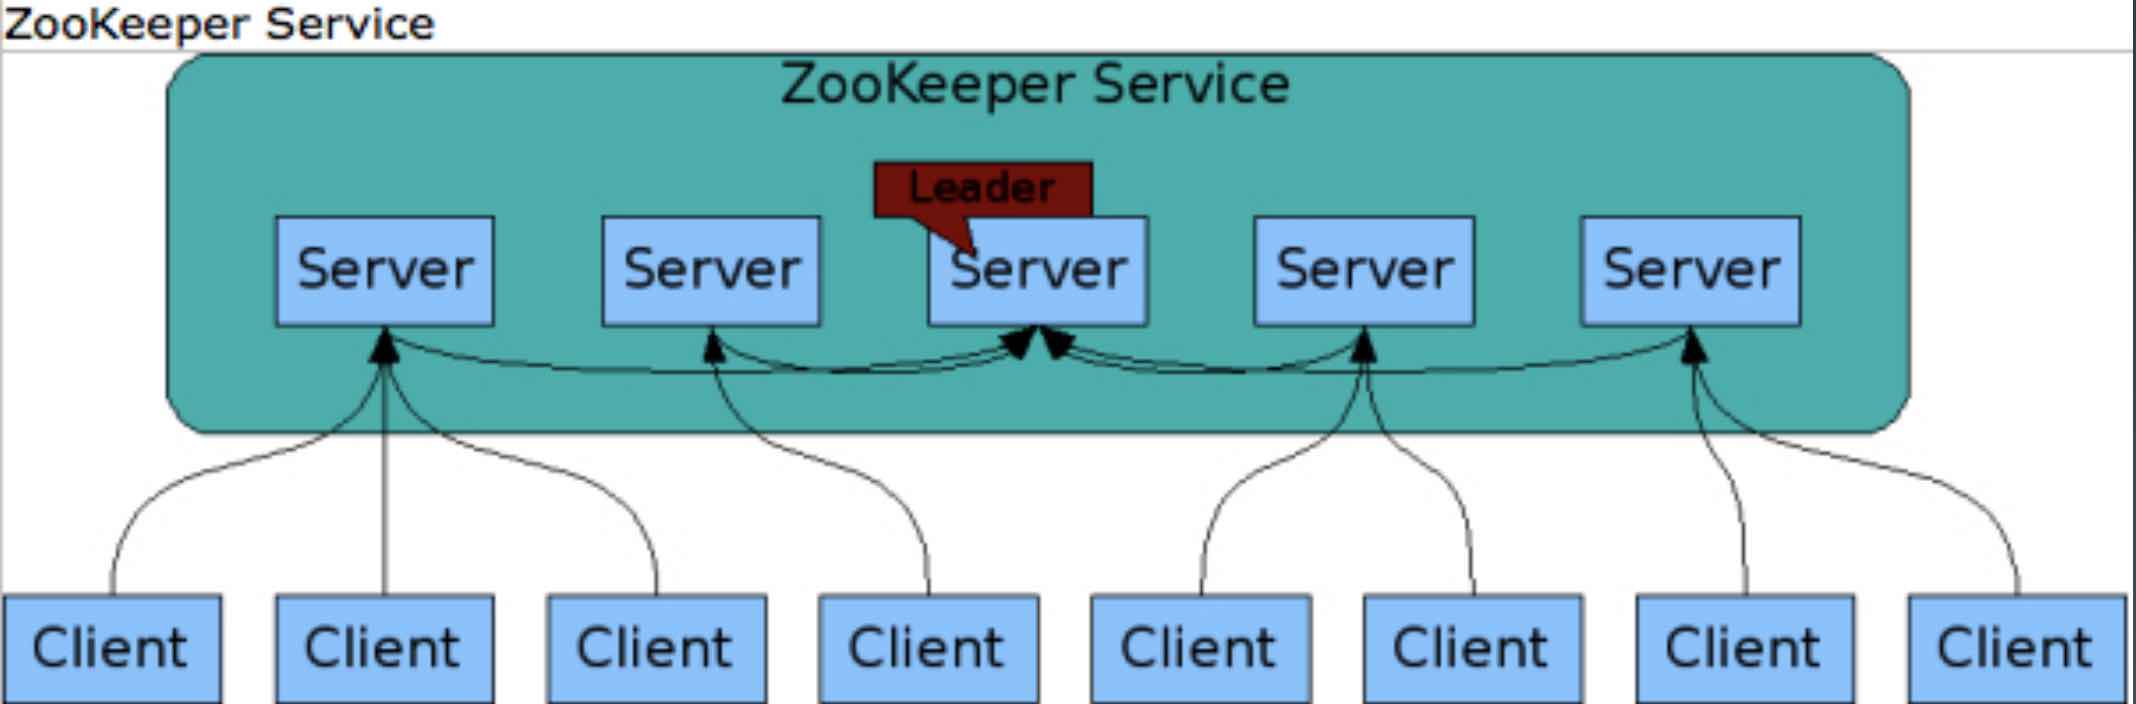 ZooKeeper Service
ZooKeeper Service
Leader
Server Server Server Server Server
Client Client Client Client Client Client Client Client